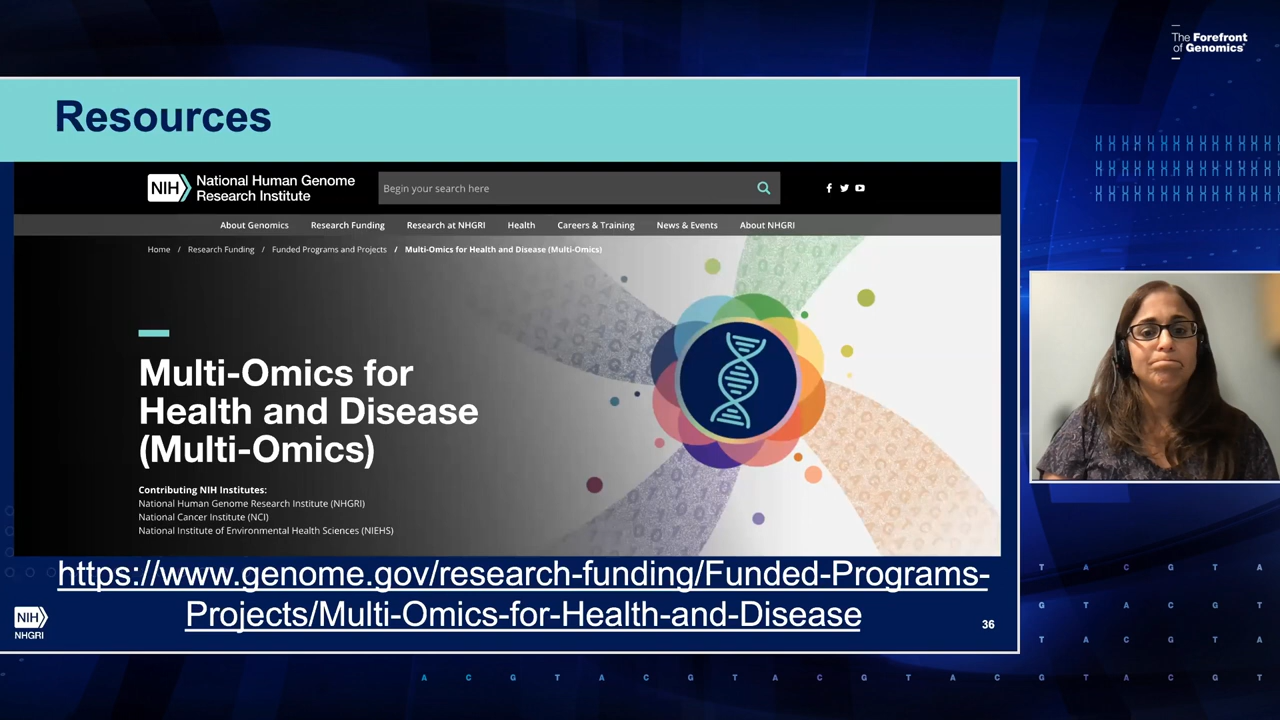 The Forefront
of Genomics®
Resources
NIH
National Human Genome
Research Institute
Begin your search here
About Genomics Research Funding Research at NHGRI Health Careers & Training News & Events About NHGRI
Home / Research Funding / Funded Programs and Projects / Multi-Omics for Health and Disease (Multi-Omics)
Multi-Omics for
Health and Disease
(Multi-Omics)
Contributing NIH Institutes:
National Human Genome Research Institute (NHGRI)
National Cancer Institute (NCI)
National Institute of Environmental Health Sciences (NIEHS)
https://www.genome.gov/research-funding/Funded-Programs-
Projects/Multi-Omics-for-Health-and-Disease
NIH
NHGRI
36
T A C G T A
G T A C G T
T A C G T A
A C G T A C G T A C G T A C G T A C G T